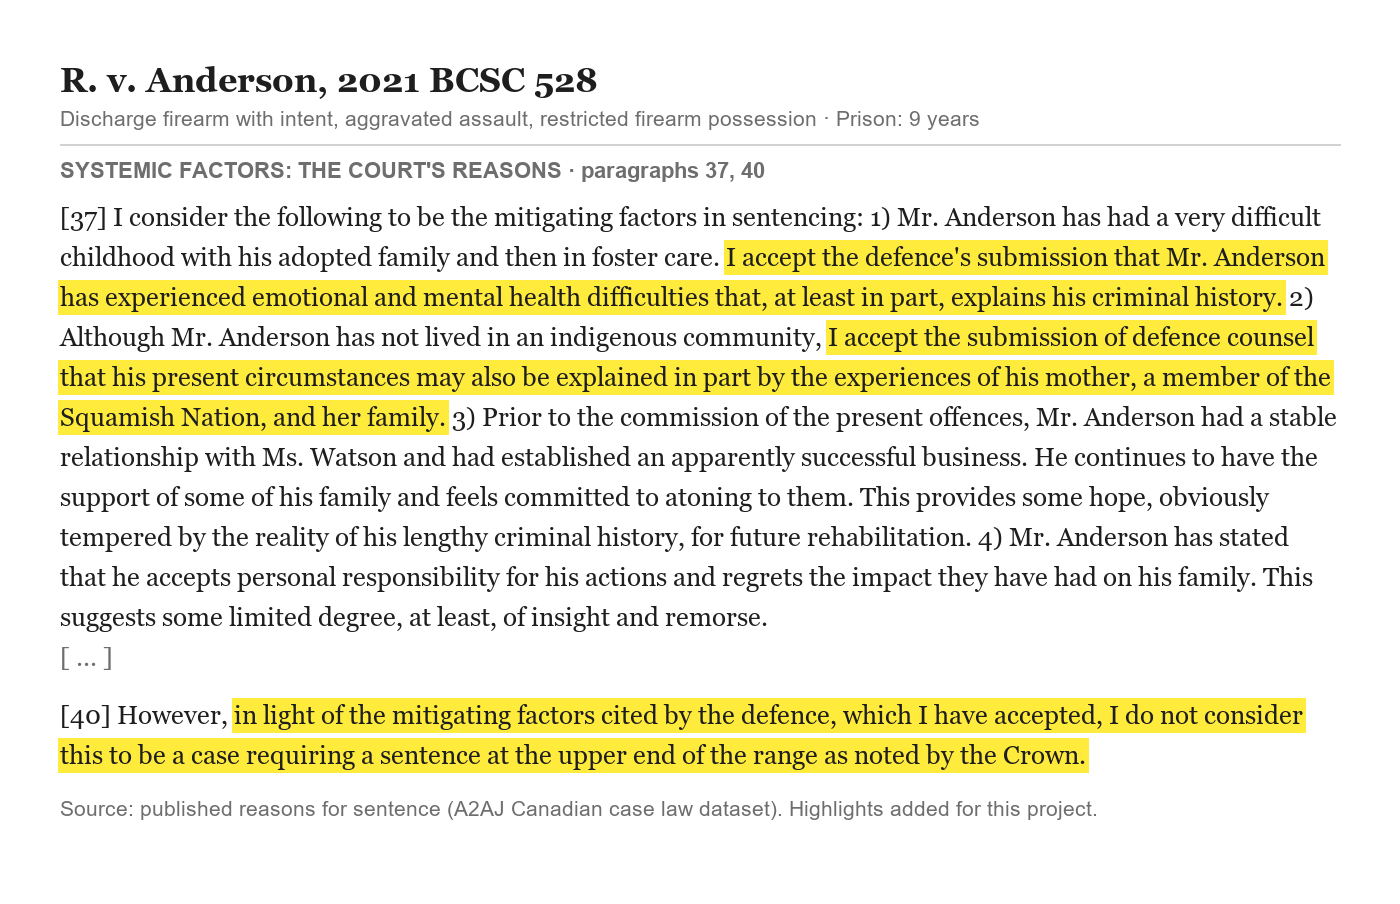 R. v. Anderson, 2021 BCSC 528
Discharge firearm with intent, aggravated assault, restricted firearm possession · Prison: 9 years
SYSTEMIC FACTORS: THE COURT'S REASONS · paragraphs 37, 40
[37] I consider the following to be the mitigating factors in sentencing: 1) Mr. Anderson has had a very difficult
childhood with his adopted family and then in foster care. I accept the defence's submission that Mr. Anderson
has experienced emotional and mental health difficulties that, at least in part, explains his criminal history. 2)
Although Mr. Anderson has not lived in an indigenous community, I accept the submission of defence counsel
that his present circumstances may also be explained in part by the experiences of his mother, a member of the
Squamish Nation, and her family. 3) Prior to the commission of the present offences, Mr. Anderson had a stable
relationship with Ms. Watson and had established an apparently successful business. He continues to have the
support of some of his family and feels committed to atoning to them. This provides some hope, obviously
tempered by the reality of his lengthy criminal history, for future rehabilitation. 4) Mr. Anderson has stated
that he accepts personal responsibility for his actions and regrets the impact they have had on his family. This
suggests some limited degree, at least, of insight and remorse.
[ ... ]
[40] However, in light of the mitigating factors cited by the defence, which I have accepted, I do not consider
this to be a case requiring a sentence at the upper end of the range as noted by the Crown.
Source: published reasons for sentence (A2AJ Canadian case law dataset). Highlights added for this project.